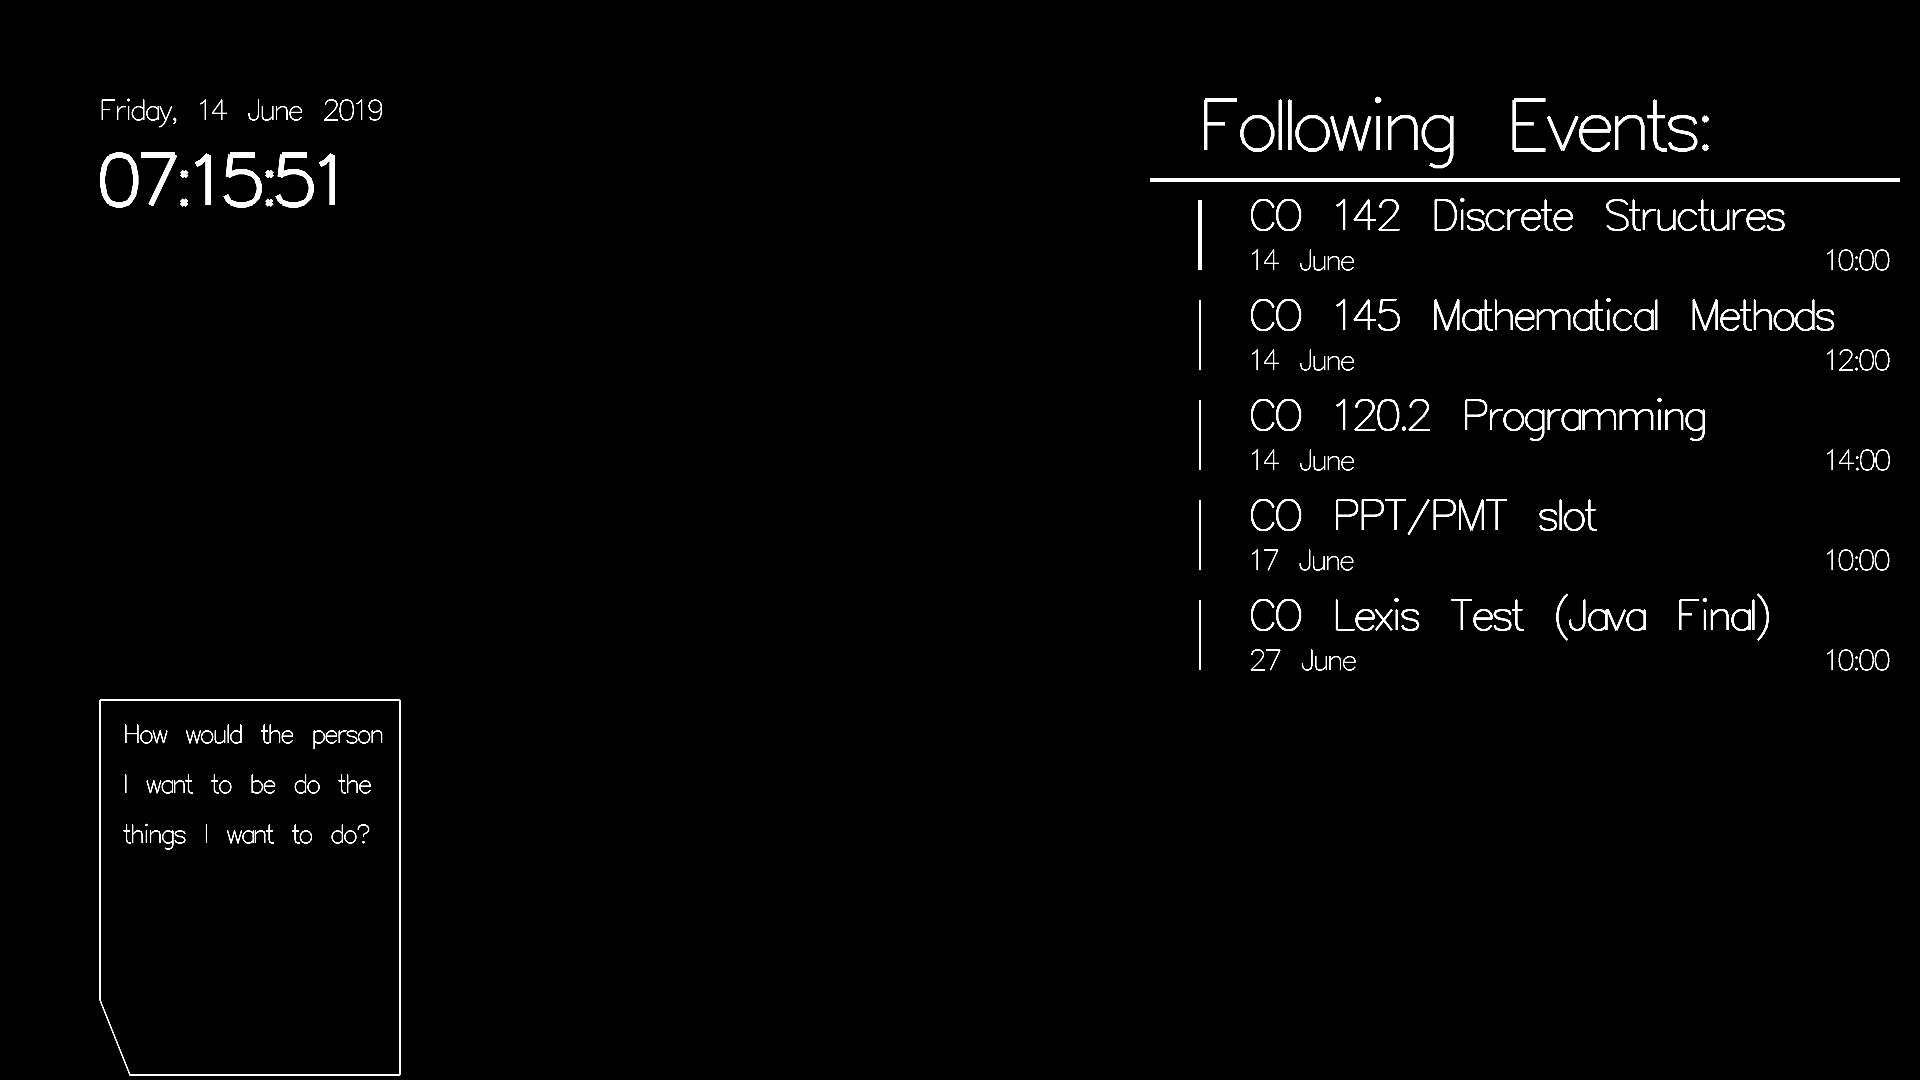 Friday, 14 June 2019
07:15:51
Following Events:
CO 142 Discrete Structures
14 June 10:00
CO 145 Mathematical Methods
14 June 12:00
CO 120.2 Programming
14 June 14:00
CO PPT/PMT slot
17 June 10:00
CO Lexis Test (Java Final)
27 June 10:00
How would the person
I want to be do the
things I want to do?